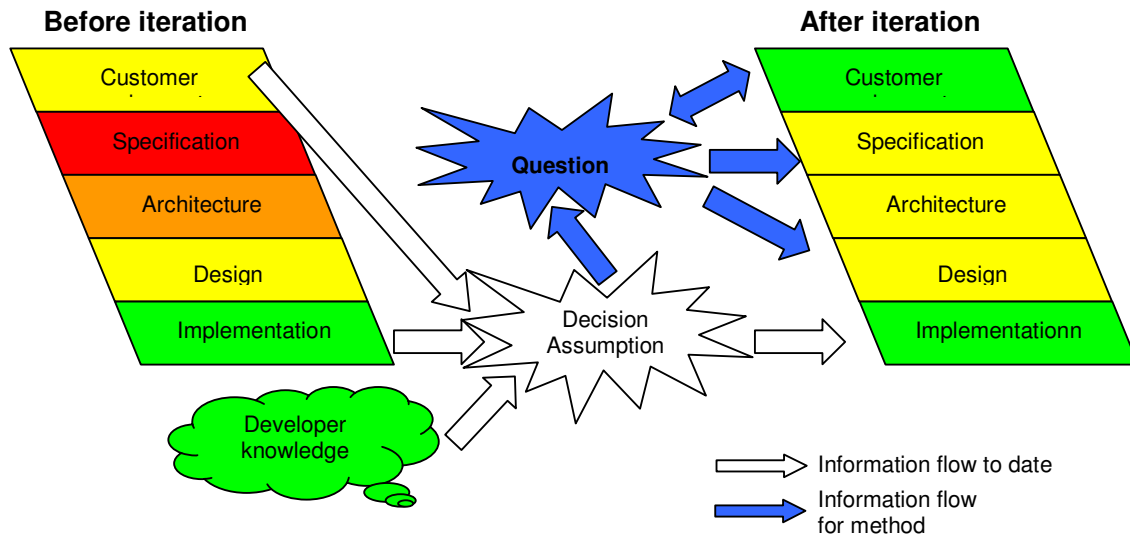 Before iteration
After iteration
Customer
Specification
Architecture
Design
Implementation
Developer
knowledge
Question
Decision
Assumption
Customer
Specification
Architecture
Design
Implementationn
Information flow to date
Information flow
for method